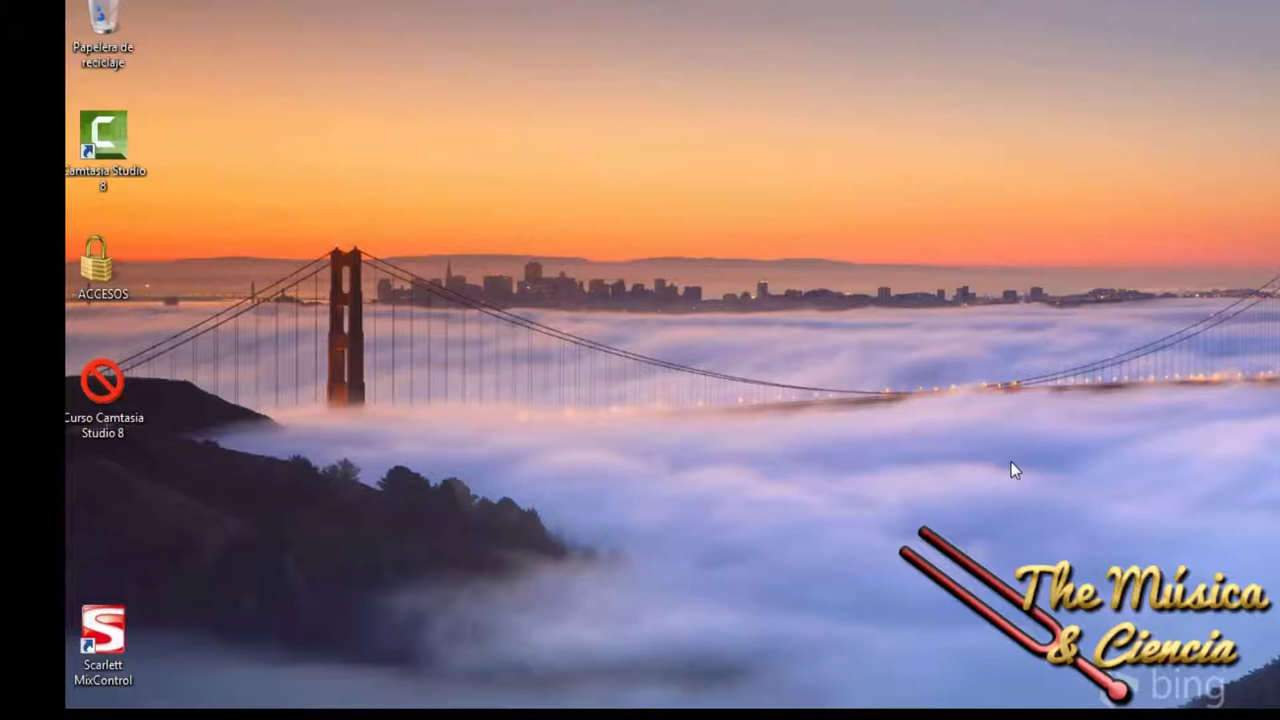 Papelera de
reciclaje
Camtasia Studio
8
ACCESOS
Curso Camtasia
Studio 8
Scarlett
MixControl
The Música
& Ciencia
bing